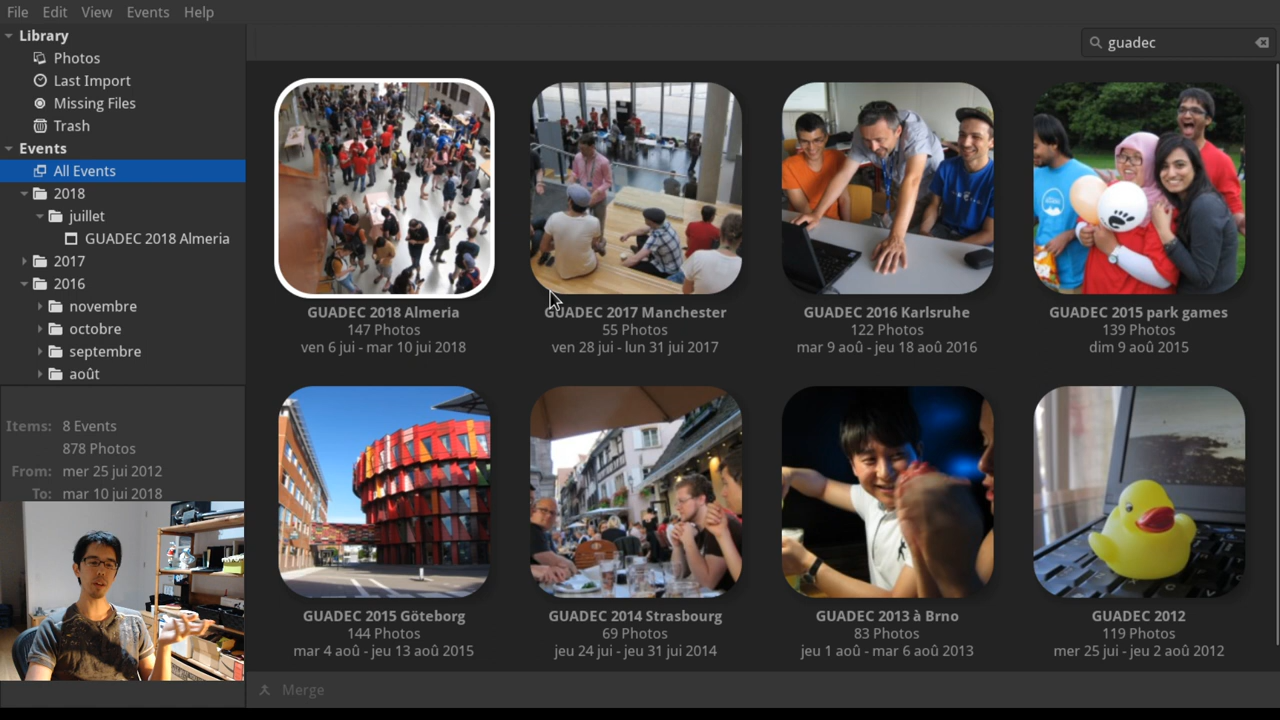 File Edit View Events Help
guadec
Library
Photos
Last Import
Missing Files
Trash
Events
All Events
2018
juillet
GUADEC 2018 Almeria
2017
2016
novembre
octobre
septembre
août
Items: 8 Events
878 Photos
From: mer 25 jui 2012
To: mar 10 jui 2018
GUADEC 2018 Almeria
147 Photos
ven 6 jui - mar 10 jui 2018
GUADEC 2017 Manchester
55 Photos
ven 28 jui - lun 31 jui 2017
GUADEC 2016 Karlsruhe
122 Photos
mar 9 aoû - jeu 18 aoû 2016
GUADEC 2015 park games
139 Photos
dim 9 aoû 2015
GUADEC 2015 Göteborg
144 Photos
mar 4 aoû - jeu 13 aoû 2015
GUADEC 2014 Strasbourg
69 Photos
jeu 24 jui - jeu 31 jui 2014
GUADEC 2013 à Brno
83 Photos
jeu 1 aoû - mar 6 aoû 2013
GUADEC 2012
119 Photos
mer 25 jui - jeu 2 aoû 2012
Merge